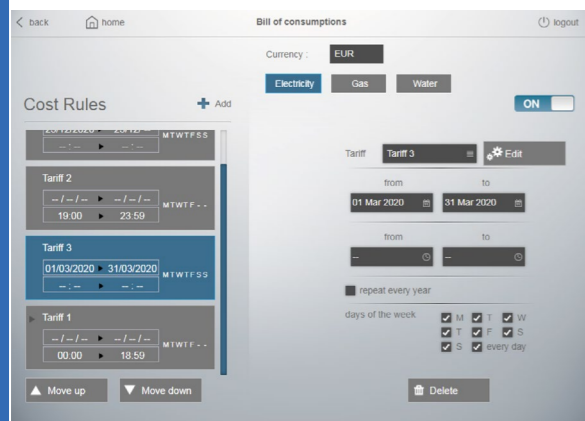 back home Bill of consumptions logout
Currency : EUR
Electricity Gas Water
Cost Rules Add
ON
MTWTFSS
-- : -- -- : --
Tariff Tariff 3 Edit
Tariff 2
-- / -- / -- -- / -- / --
19:00 23:59
MTWTF--
from to
01 Mar 2020 31 Mar 2020
Tariff 3
01/03/2020 31/03/2020
-- : -- -- : --
MTWTFSS
from to
-- --
repeat every year
Tariff 1
-- / -- / -- -- / -- / --
00:00 18:59
MTWTF--
days of the week
M T W
T F S
S every day
Move up Move down Delete